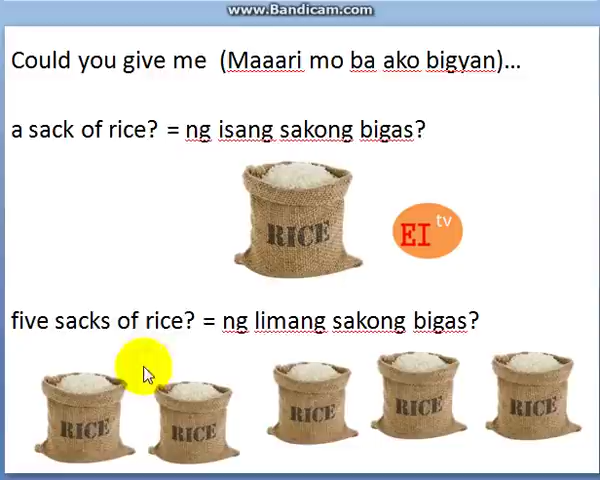 www.Bandicam.com
Could you give me (Maaari mo ba ako bigyan)...
a sack of rice? = ng isang sakong bigas?
RICE
EI tv
five sacks of rice? = ng limang sakong bigas?
RICE
RICE
RICE
RICE
RICE